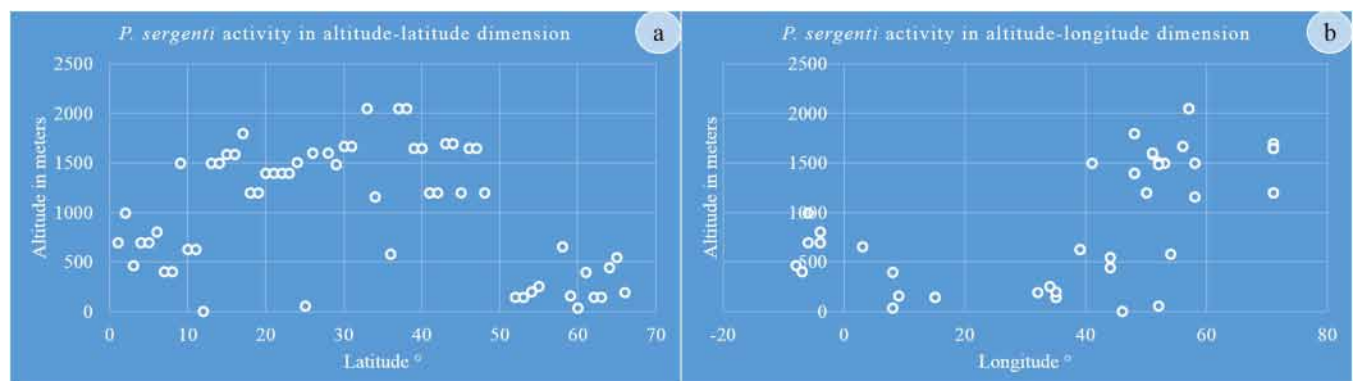 P. sergenti activity in altitude-latitude dimension
a
Altitude in meters
2500
2000
1500
1000
500
0
0 10 20 30 40 50 60 70
Latitude °
P. sergenti activity in altitude-longitude dimension
b
Altitude in meters
2500
2000
1500
1000
500
0
-20 0 20 40 60 80
Longitude °